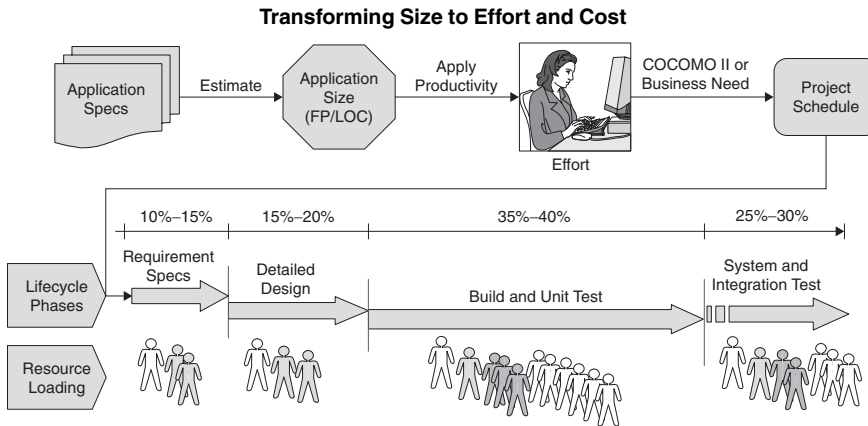 Transforming Size to Effort and Cost
Application
Specs
Estimate
Application
Size
(FP/LOC)
Apply
Productivity
Effort
COCOMO II or
Business Need
Project
Schedule
10%–15%
15%–20%
35%–40%
25%–30%
Lifecycle
Phases
Requirement
Specs
Detailed
Design
Build and Unit Test
System and
Integration Test
Resource
Loading